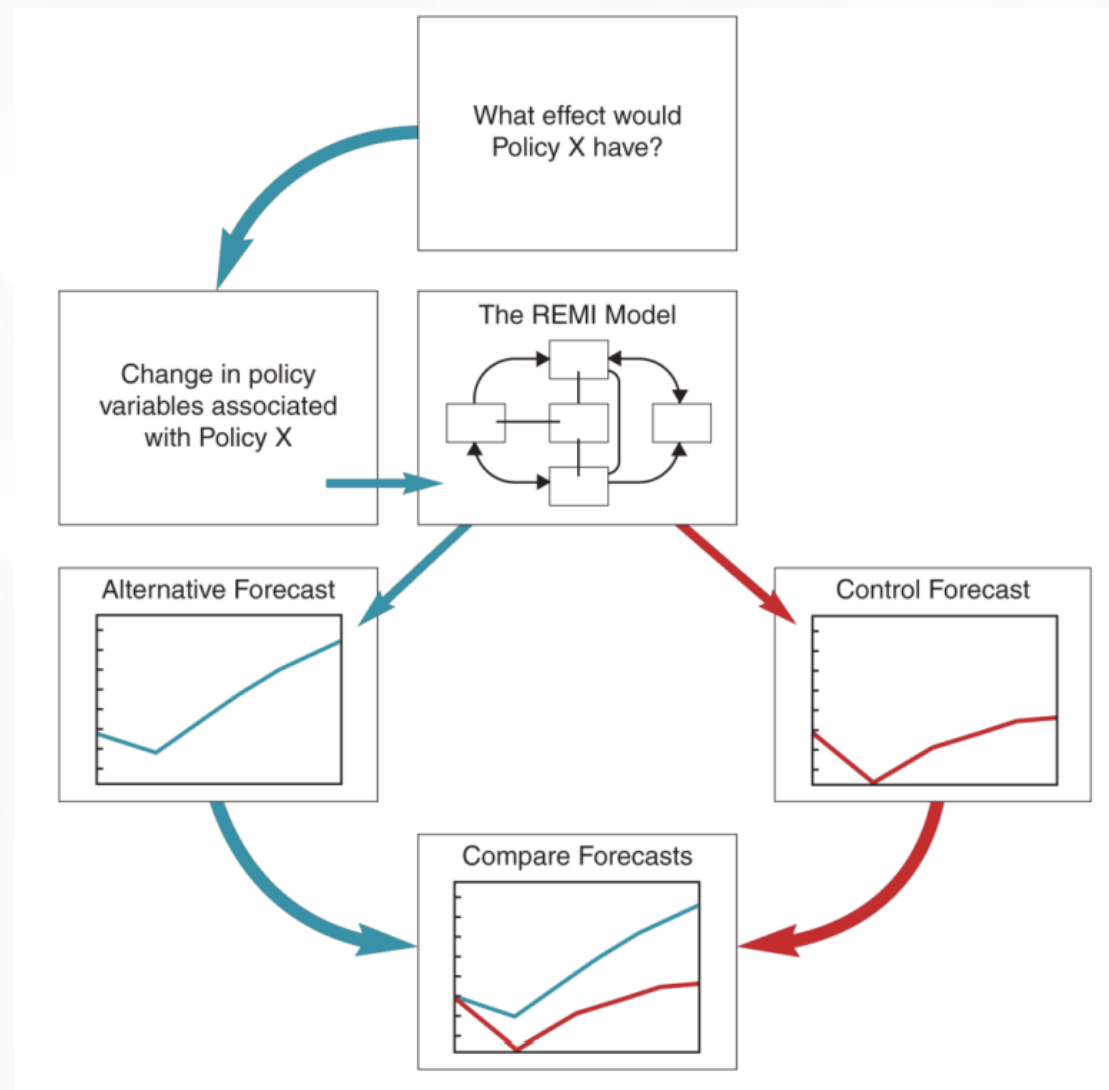 What effect would
Policy X have?
Change in policy
variables associated
with Policy X
The REMI Model
Alternative Forecast
Control Forecast
Compare Forecasts